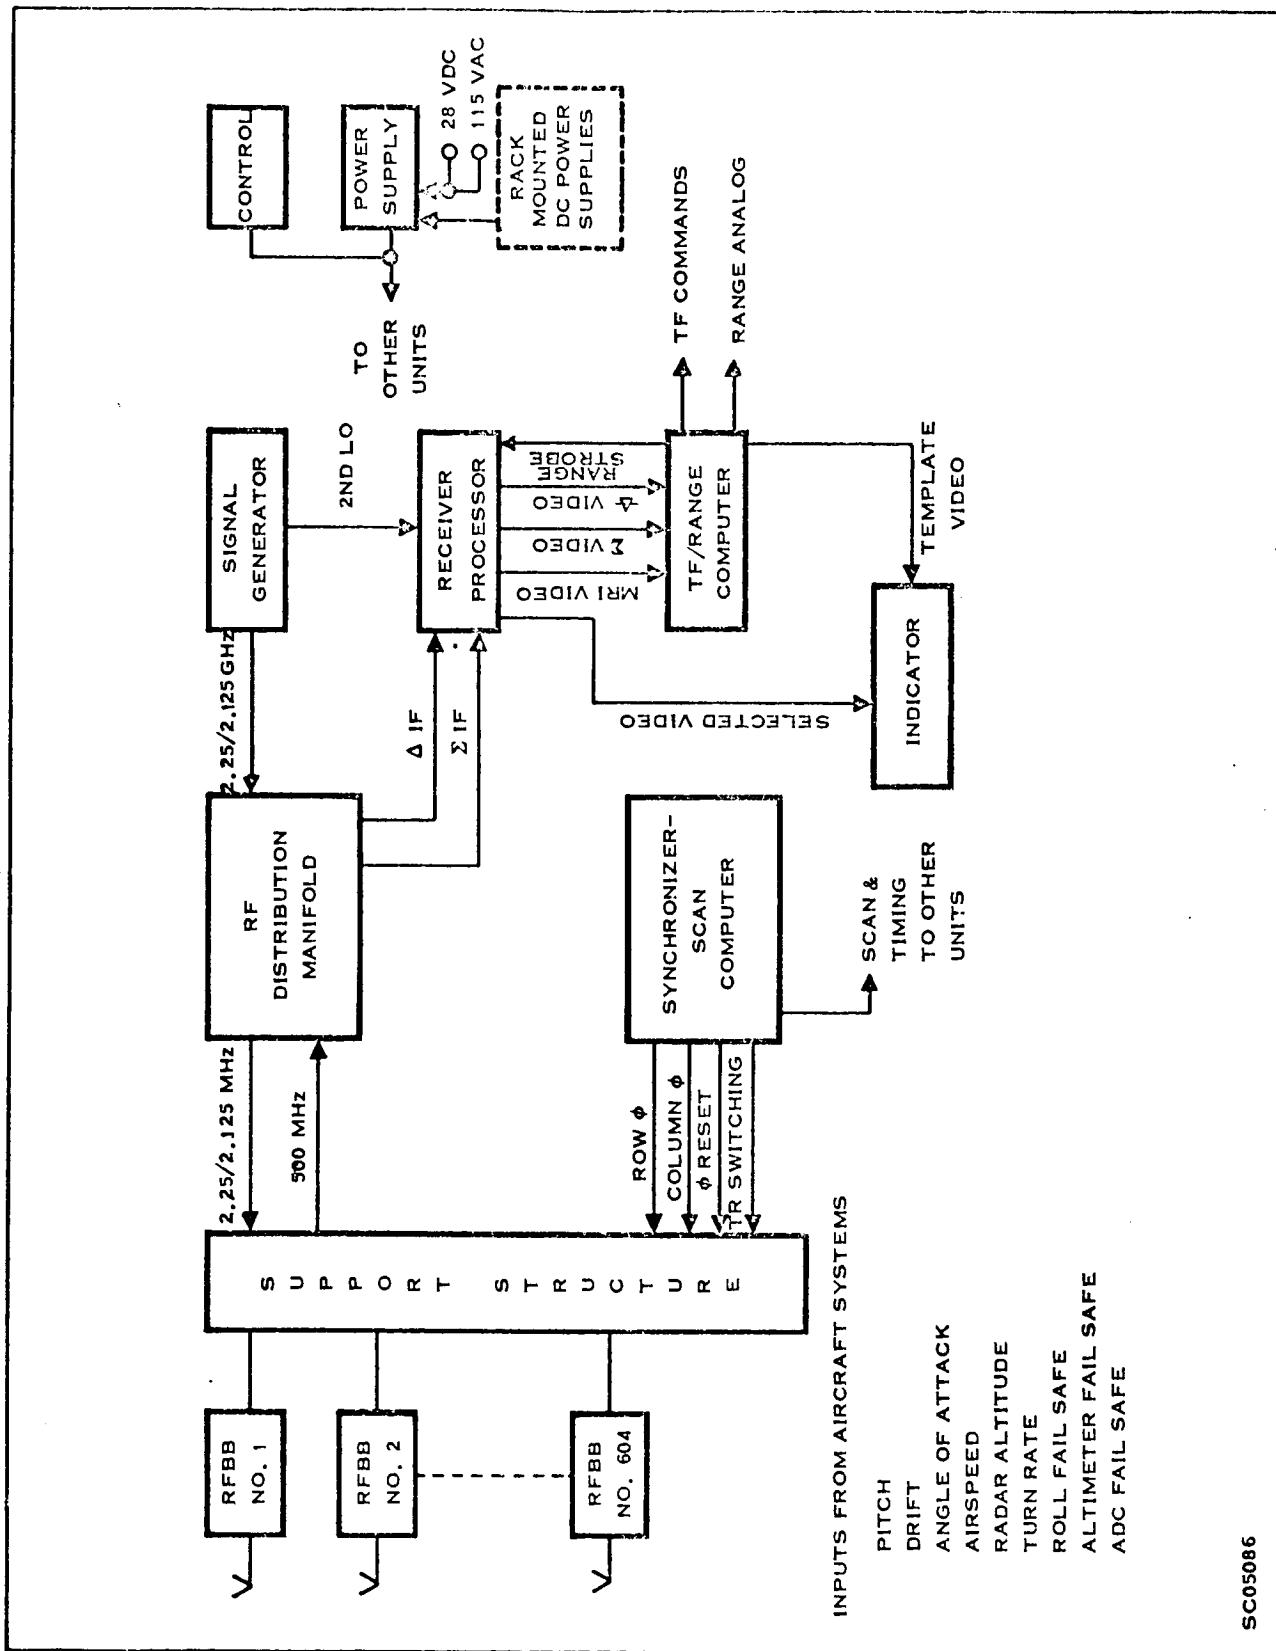 RFBB
NO. 1
RFBB
NO. 2
RFBB
NO. 604
SUPPORT STRUCTURE
2.25/2.125 MHz
500 MHz
RF
DISTRIBUTION
MANIFOLD
2.25/2.125 GHz
SIGNAL
GENERATOR
2ND LO
Δ IF
Σ IF
RECEIVER
PROCESSOR
MRI VIDEO
Σ VIDEO
Δ VIDEO
RANGE
STROBE
TF/RANGE
COMPUTER
TF COMMANDS
RANGE ANALOG
SELECTED VIDEO
TEMPLATE
VIDEO
INDICATOR
CONTROL
POWER
SUPPLY
28 VDC
115 VAC
RACK
MOUNTED
DC POWER
SUPPLIES
TO
OTHER
UNITS
ROW ϕ
COLUMN ϕ
ϕ RESET
TR SWITCHING
SYNCHRONIZER-
SCAN
COMPUTER
SCAN &
TIMING
TO OTHER
UNITS
INPUTS FROM AIRCRAFT SYSTEMS
PITCH
DRIFT
ANGLE OF ATTACK
AIRSPEED
RADAR ALTITUDE
TURN RATE
ROLL FAIL SAFE
ALTIMETER FAIL SAFE
ADC FAIL SAFE
SC05086